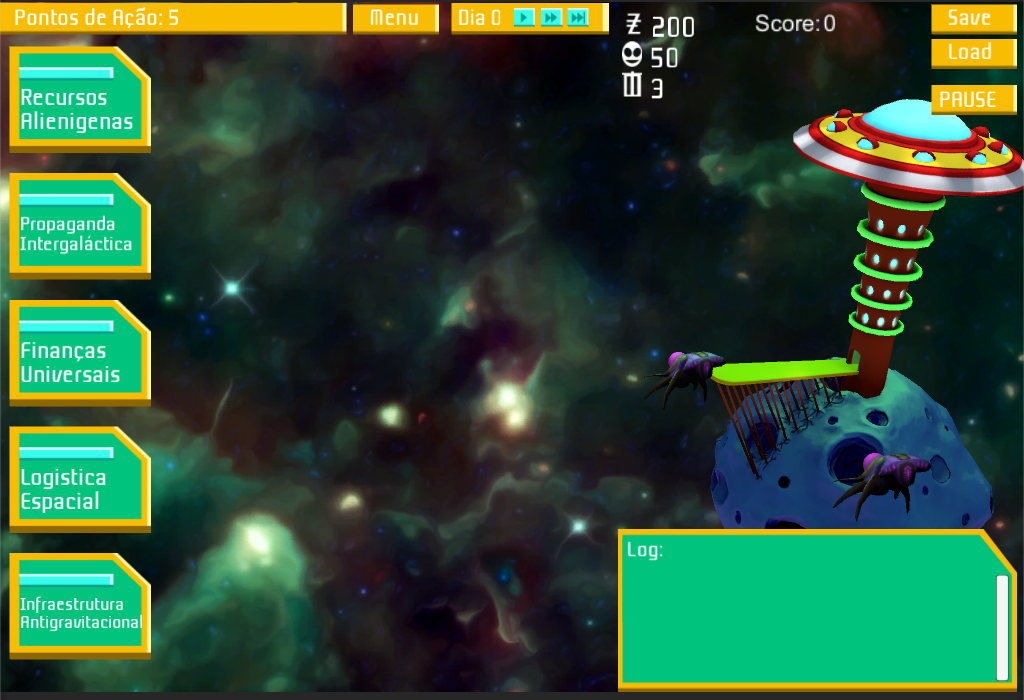 Pontos de Ação: 5
Menu
Dia 0
200
50
3
Score: 0
Save
Load
PAUSE
Recursos
Alienigenas
Propaganda
Intergaláctica
Finanças
Universais
Logistica
Espacial
Infraestrutura
Antigravitacional
Log: